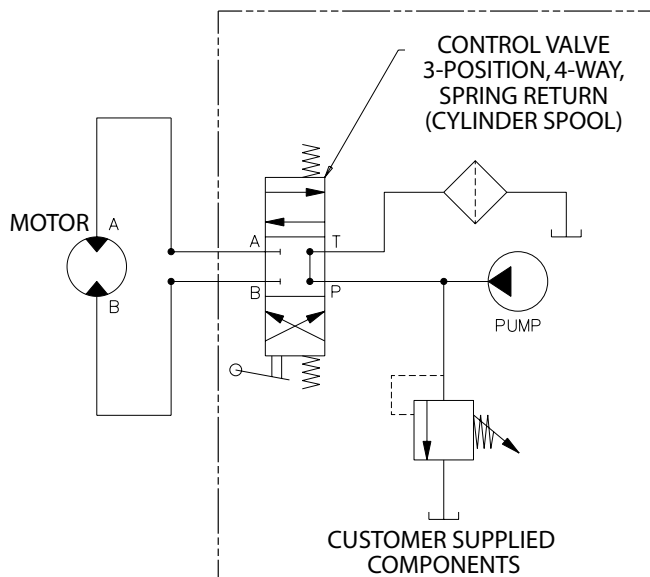 CONTROL VALVE
3-POSITION, 4-WAY,
SPRING RETURN
(CYLINDER SPOOL)
MOTOR
A
B
A
T
B
P
PUMP
CUSTOMER SUPPLIED
COMPONENTS